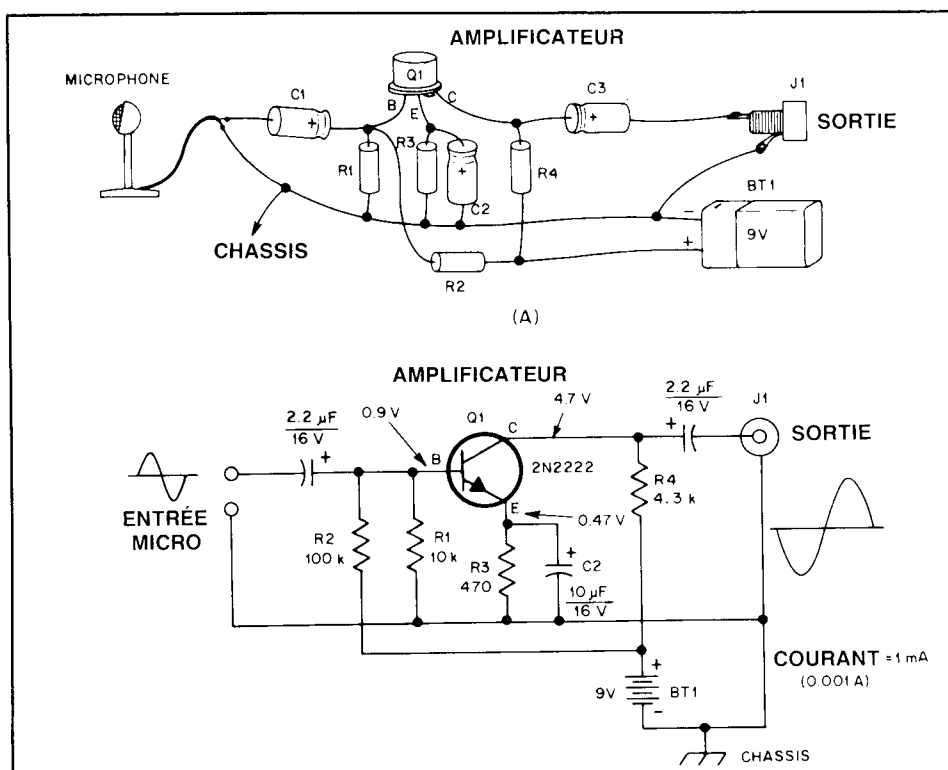 AMPLIFICATEUR
MICROPHONE
C1
Q1
B
E
C
C3
J1
SORTIE
R1
R3
C2
R4
BT1
9V
CHASSIS
R2
(A)
AMPLIFICATEUR
2.2 µF
16 V
0.9 V
Q1
4.7 V
2.2 µF
16 V
J1
SORTIE
B
C
2N2222
E
0.47 V
ENTRÉE
MICRO
R2
100 k
R1
10 k
R3
470
C2
10 µF
16 V
R4
4.3 k
COURANT = 1 mA
(0.001 A)
9V
BT1
CHASSIS